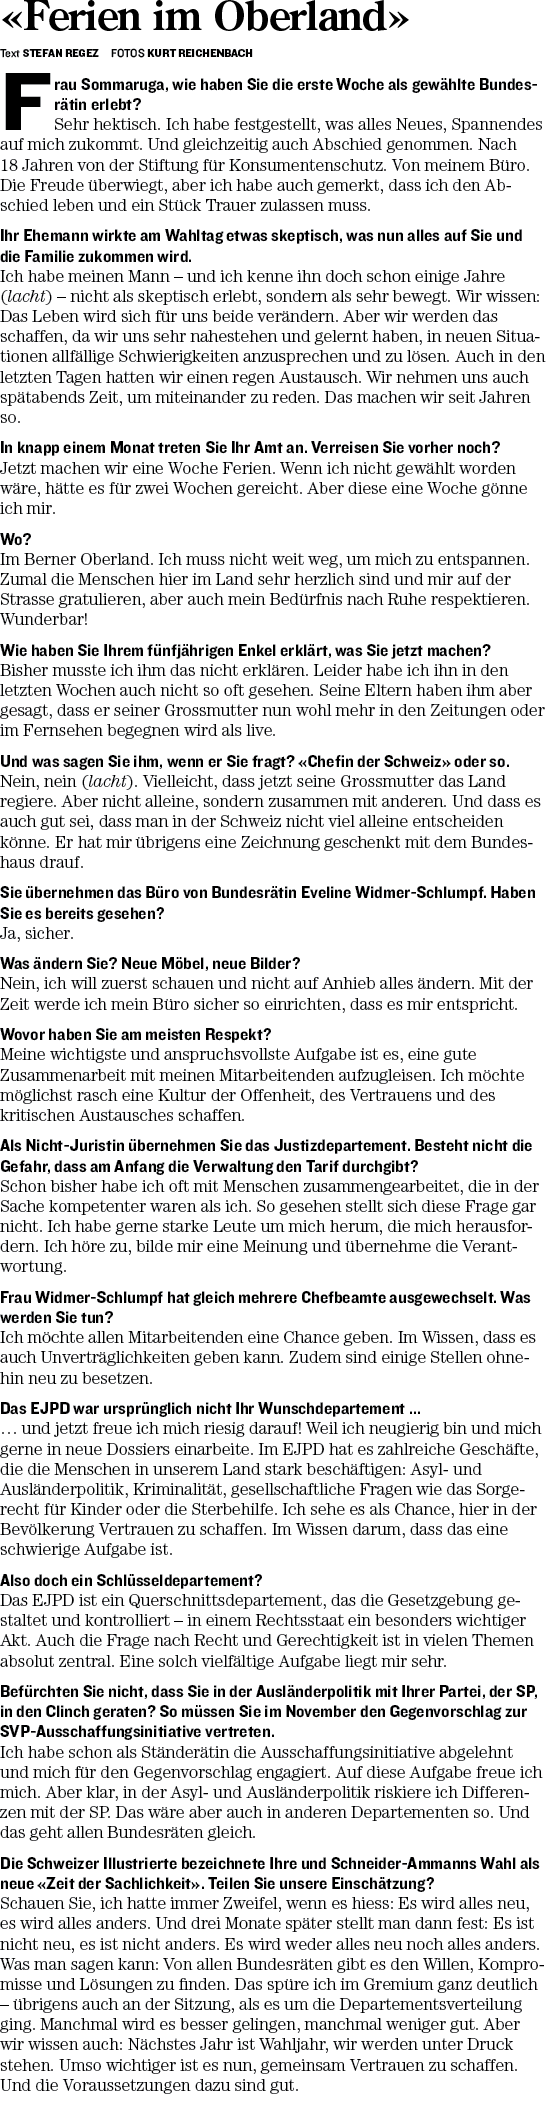 «Ferien im Oberland»
Text STEFAN REGEZ FOTOS KURT REICHENBACH
Frau Sommaruga, wie haben Sie die erste Woche als gewählte Bundes-
rätin erlebt?
Sehr hektisch. Ich habe festgestellt, was alles Neues, Spannendes
auf mich zukommt. Und gleichzeitig auch Abschied genommen. Nach
18 Jahren von der Stiftung für Konsumentenschutz. Von meinem Büro.
Die Freude überwiegt, aber ich habe auch gemerkt, dass ich den Ab-
schied leben und ein Stück Trauer zulassen muss.
Ihr Ehemann wirkte am Wahltag etwas skeptisch, was nun alles auf Sie und
die Familie zukommen wird.
Ich habe meinen Mann – und ich kenne ihn doch schon einige Jahre
(lacht) – nicht als skeptisch erlebt, sondern als sehr bewegt. Wir wissen:
Das Leben wird sich für uns beide verändern. Aber wir werden das
schaffen, da wir uns sehr nahestehen und gelernt haben, in neuen Situa-
tionen allfällige Schwierigkeiten anzusprechen und zu lösen. Auch in den
letzten Tagen hatten wir einen regen Austausch. Wir nehmen uns auch
spätabends Zeit, um miteinander zu reden. Das machen wir seit Jahren
so.
In knapp einem Monat treten Sie Ihr Amt an. Verreisen Sie vorher noch?
Jetzt machen wir eine Woche Ferien. Wenn ich nicht gewählt worden
wäre, hätte es für zwei Wochen gereicht. Aber diese eine Woche gönne
ich mir.
Wo?
Im Berner Oberland. Ich muss nicht weit weg, um mich zu entspannen.
Zumal die Menschen hier im Land sehr herzlich sind und mir auf der
Strasse gratulieren, aber auch mein Bedürfnis nach Ruhe respektieren.
Wunderbar!
Wie haben Sie Ihrem fünfjährigen Enkel erklärt, was Sie jetzt machen?
Bisher musste ich ihm das nicht erklären. Leider habe ich ihn in den
letzten Wochen auch nicht so oft gesehen. Seine Eltern haben ihm aber
gesagt, dass er seiner Grossmutter nun wohl mehr in den Zeitungen oder
im Fernsehen begegnen wird als live.
Und was sagen Sie ihm, wenn er Sie fragt? «Chefin der Schweiz» oder so.
Nein, nein (lacht). Vielleicht, dass jetzt seine Grossmutter das Land
regiere. Aber nicht alleine, sondern zusammen mit anderen. Und dass es
auch gut sei, dass man in der Schweiz nicht viel alleine entscheiden
könne. Er hat mir übrigens eine Zeichnung geschenkt mit dem Bundes-
haus drauf.
Sie übernehmen das Büro von Bundesrätin Eveline Widmer-Schlumpf. Haben
Sie es bereits gesehen?
Ja, sicher.
Was ändern Sie? Neue Möbel, neue Bilder?
Nein, ich will zuerst schauen und nicht auf Anhieb alles ändern. Mit der
Zeit werde ich mein Büro sicher so einrichten, dass es mir entspricht.
Wovor haben Sie am meisten Respekt?
Meine wichtigste und anspruchsvollste Aufgabe ist es, eine gute
Zusammenarbeit mit meinen Mitarbeitenden aufzugleisen. Ich möchte
möglichst rasch eine Kultur der Offenheit, des Vertrauens und des
kritischen Austausches schaffen.
Als Nicht-Juristin übernehmen Sie das Justizdepartement. Besteht nicht die
Gefahr, dass am Anfang die Verwaltung den Tarif durchgibt?
Schon bisher habe ich oft mit Menschen zusammengearbeitet, die in der
Sache kompetenter waren als ich. So gesehen stellt sich diese Frage gar
nicht. Ich habe gerne starke Leute um mich herum, die mich herausfor-
dern. Ich höre zu, bilde mir eine Meinung und übernehme die Verant-
wortung.
Frau Widmer-Schlumpf hat gleich mehrere Chefbeamte ausgewechselt. Was
werden Sie tun?
Ich möchte allen Mitarbeitenden eine Chance geben. Im Wissen, dass es
auch Unverträglichkeiten geben kann. Zudem sind einige Stellen ohne-
hin neu zu besetzen.
Das EJPD war ursprünglich nicht Ihr Wunschdepartement ...
... und jetzt freue ich mich riesig darauf! Weil ich neugierig bin und mich
gerne in neue Dossiers einarbeite. Im EJPD hat es zahlreiche Geschäfte,
die die Menschen in unserem Land stark beschäftigen: Asyl- und
Ausländerpolitik, Kriminalität, gesellschaftliche Fragen wie das Sorge-
recht für Kinder oder die Sterbehilfe. Ich sehe es als Chance, hier in der
Bevölkerung Vertrauen zu schaffen. Im Wissen darum, dass das eine
schwierige Aufgabe ist.
Also doch ein Schlüsseldepartement?
Das EJPD ist ein Querschnittsdepartement, das die Gesetzgebung ge-
staltet und kontrolliert – in einem Rechtsstaat ein besonders wichtiger
Akt. Auch die Frage nach Recht und Gerechtigkeit ist in vielen Themen
absolut zentral. Eine solch vielfältige Aufgabe liegt mir sehr.
Befürchten Sie nicht, dass Sie in der Ausländerpolitik mit Ihrer Partei, der SP,
in den Clinch geraten? So müssen Sie im November den Gegenvorschlag zur
SVP-Ausschaffungsinitiative vertreten.
Ich habe schon als Ständerätin die Ausschaffungsinitiative abgelehnt
und mich für den Gegenvorschlag engagiert. Auf diese Aufgabe freue ich
mich. Aber klar, in der Asyl- und Ausländerpolitik riskiere ich Differen-
zen mit der SP. Das wäre aber auch in anderen Departementen so. Und
das geht allen Bundesräten gleich.
Die Schweizer Illustrierte bezeichnete Ihre und Schneider-Ammanns Wahl als
neue «Zeit der Sachlichkeit». Teilen Sie unsere Einschätzung?
Schauen Sie, ich hatte immer Zweifel, wenn es hiess: Es wird alles neu,
es wird alles anders. Und drei Monate später stellt man dann fest: Es ist
nicht neu, es ist nicht anders. Es wird weder alles neu noch alles anders.
Was man sagen kann: Von allen Bundesräten gibt es den Willen, Kompro-
misse und Lösungen zu finden. Das spüre ich im Gremium ganz deutlich
– übrigens auch an der Sitzung, als es um die Departementsverteilung
ging. Manchmal wird es besser gelingen, manchmal weniger gut. Aber
wir wissen auch: Nächstes Jahr ist Wahljahr, wir werden unter Druck
stehen. Umso wichtiger ist es nun, gemeinsam Vertrauen zu schaffen.
Und die Voraussetzungen dazu sind gut.